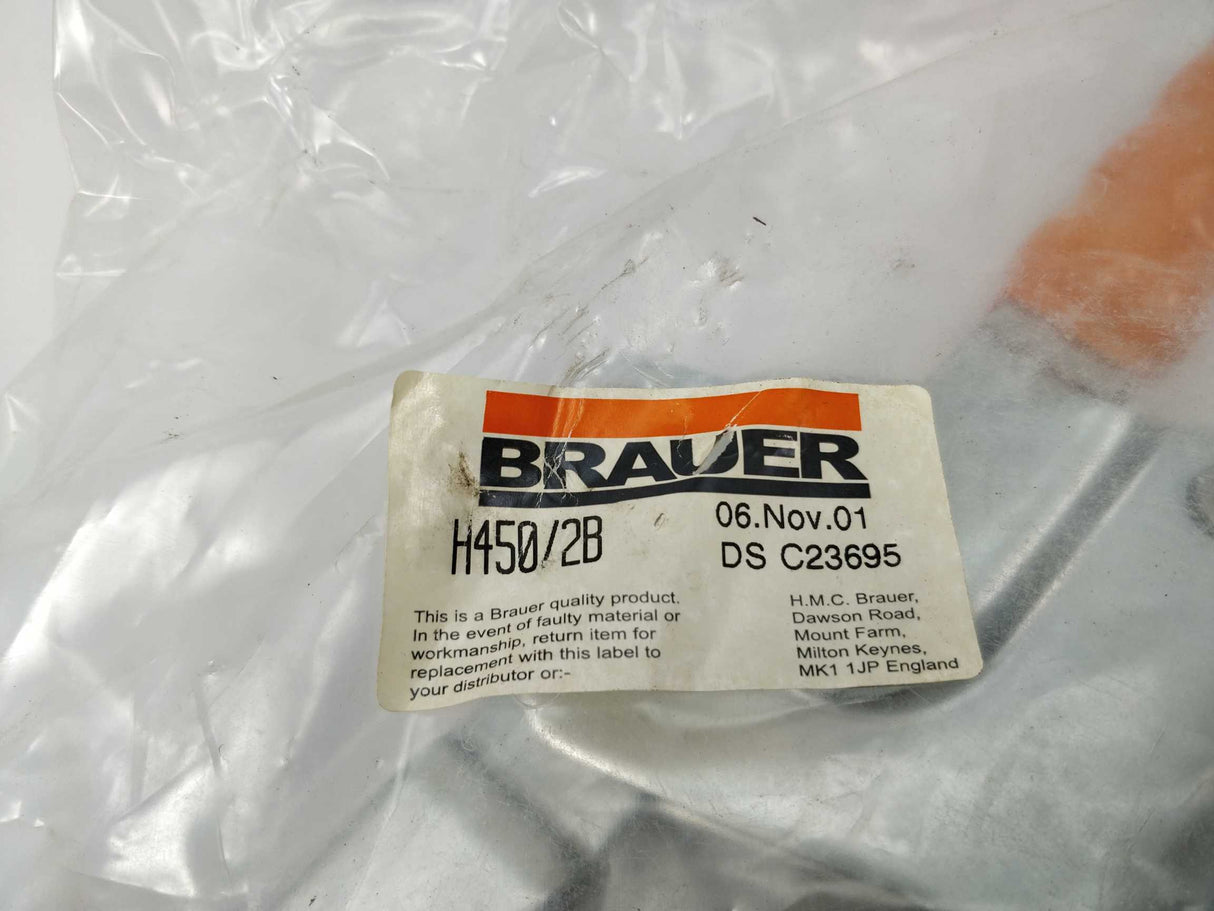 BRAUER
H450/2B
06.Nov.01
DS C23695
This is a Brauer quality product.
In the event of faulty material or
workmanship, return item for
replacement with this label to
your distributor or:-
H.M.C. Brauer,
Dawson Road,
Mount Farm,
Milton Keynes,
MK1 1JP England